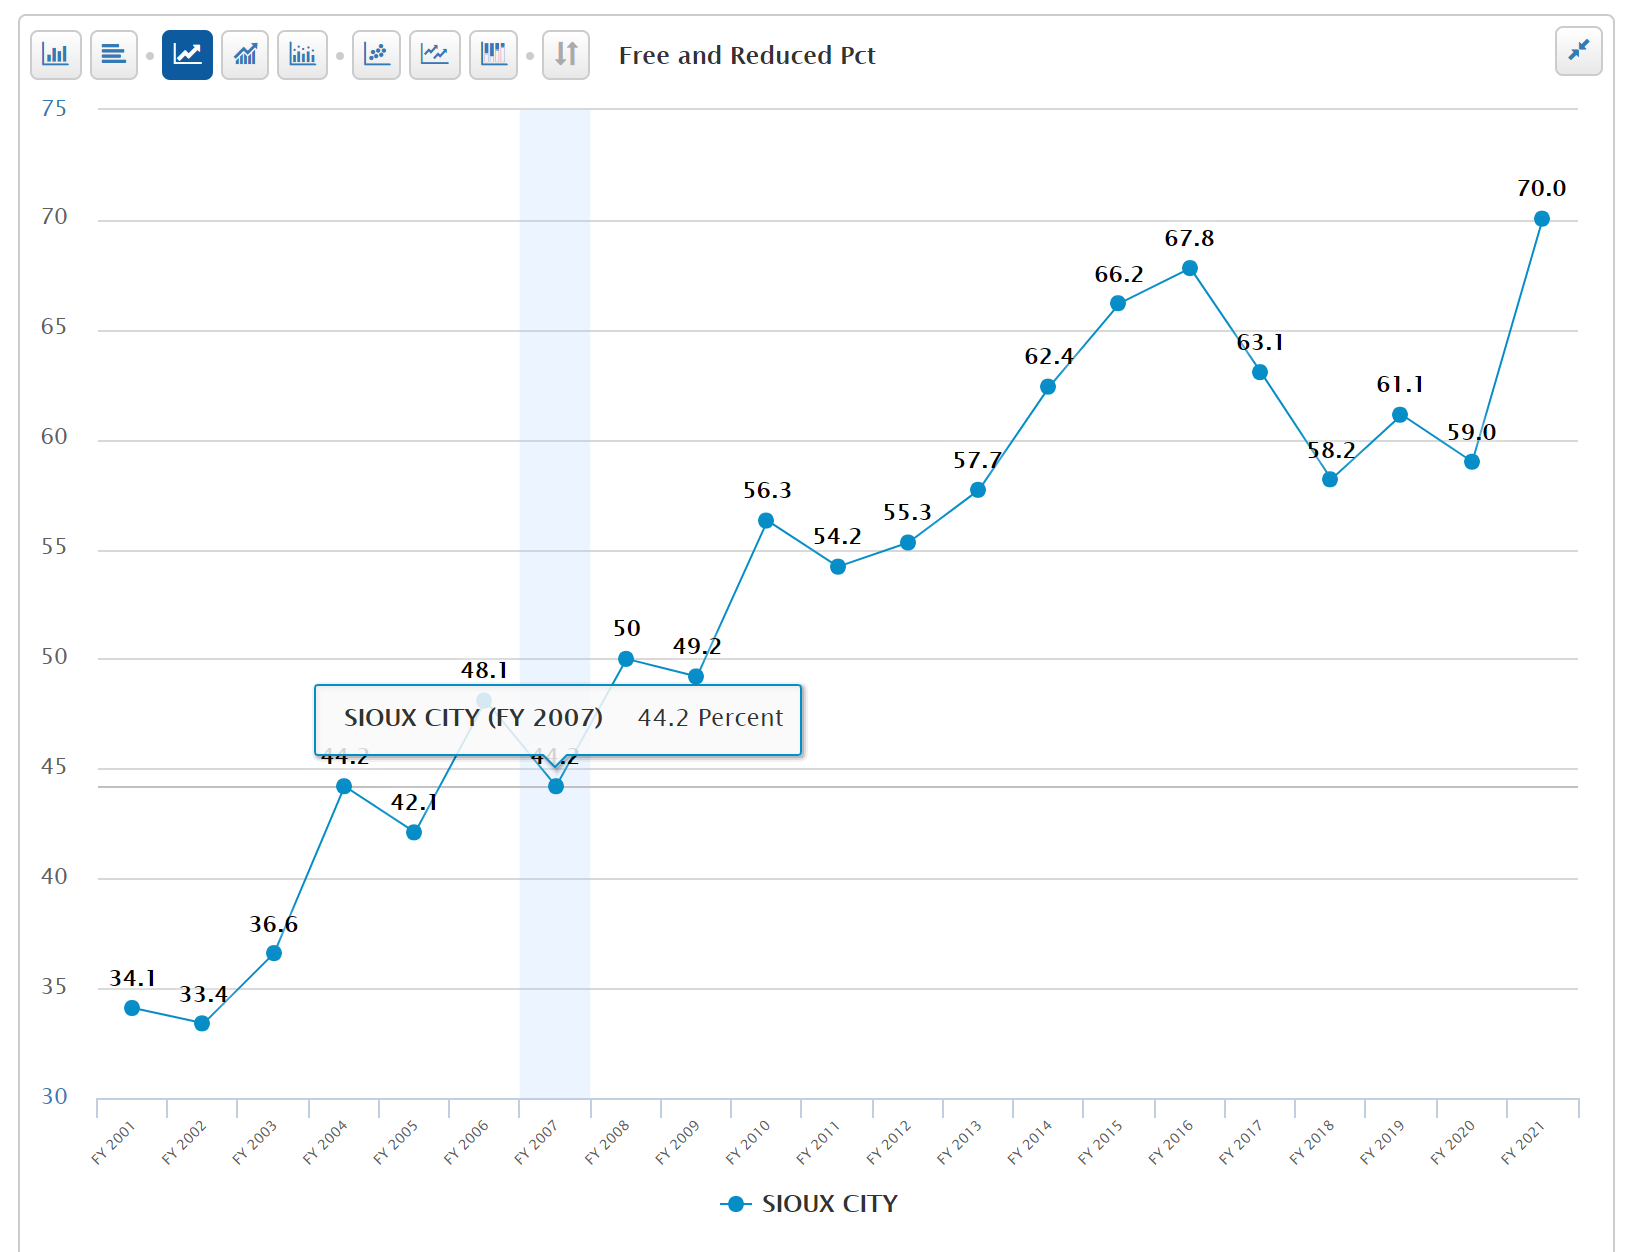 Free and Reduced Pct
75
70
65
60
55
50
45
40
35
30
34.1
33.4
36.6
44.2
42.1
48.1
44.2
50
49.2
56.3
54.2
55.3
57.7
62.4
66.2
67.8
63.1
58.2
61.1
59.0
70.0
SIOUX CITY (FY 2007) 44.2 Percent
FY 2001
FY 2002
FY 2003
FY 2004
FY 2005
FY 2006
FY 2007
FY 2008
FY 2009
FY 2010
FY 2011
FY 2012
FY 2013
FY 2014
FY 2015
FY 2016
FY 2017
FY 2018
FY 2019
FY 2020
FY 2021
SIOUX CITY